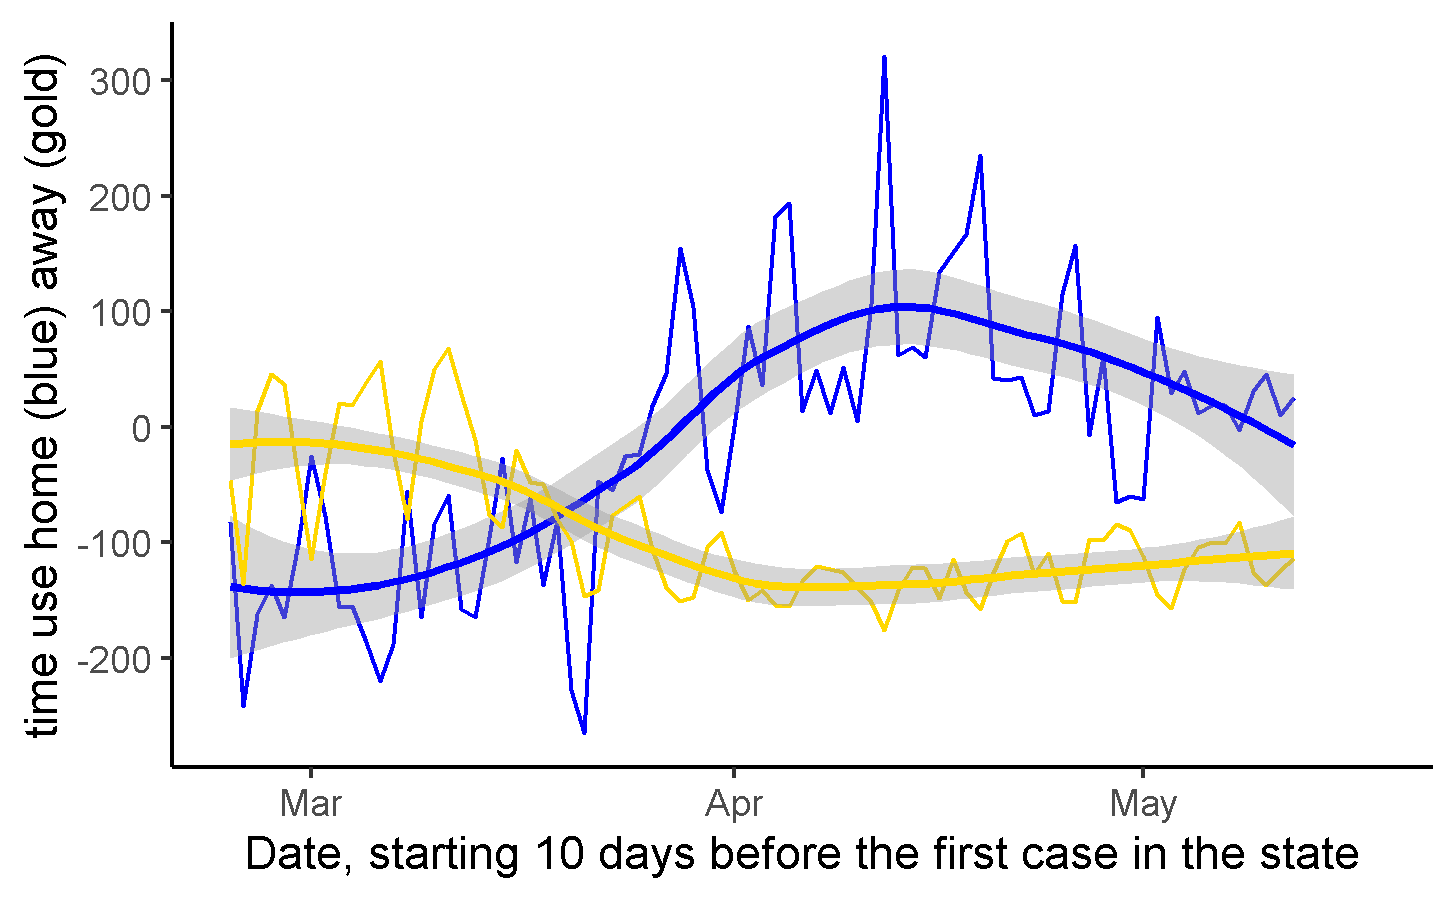 time use home (blue) away (gold)
300
200
100
0
-100
-200
Mar Apr May
Date, starting 10 days before the first case in the state